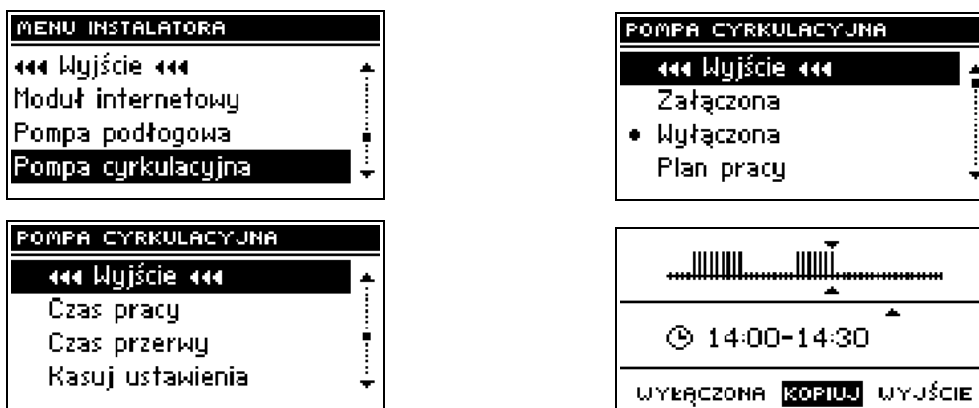 MENU INSTALATORA
Wyjście
Moduł internetowy
Pompa podłogowa
Pompa cyrkulacyjna
POMPA CYRKULACYJNA
Wyjście
Załączona
Wyłączona
Plan pracy
POMPA CYRKULACYJNA
Wyjście
Czas pracy
Czas przerwy
Kasuj ustawienia
14:00-14:30
WYŁĄCZONA KOPIUJ WYJŚCIE